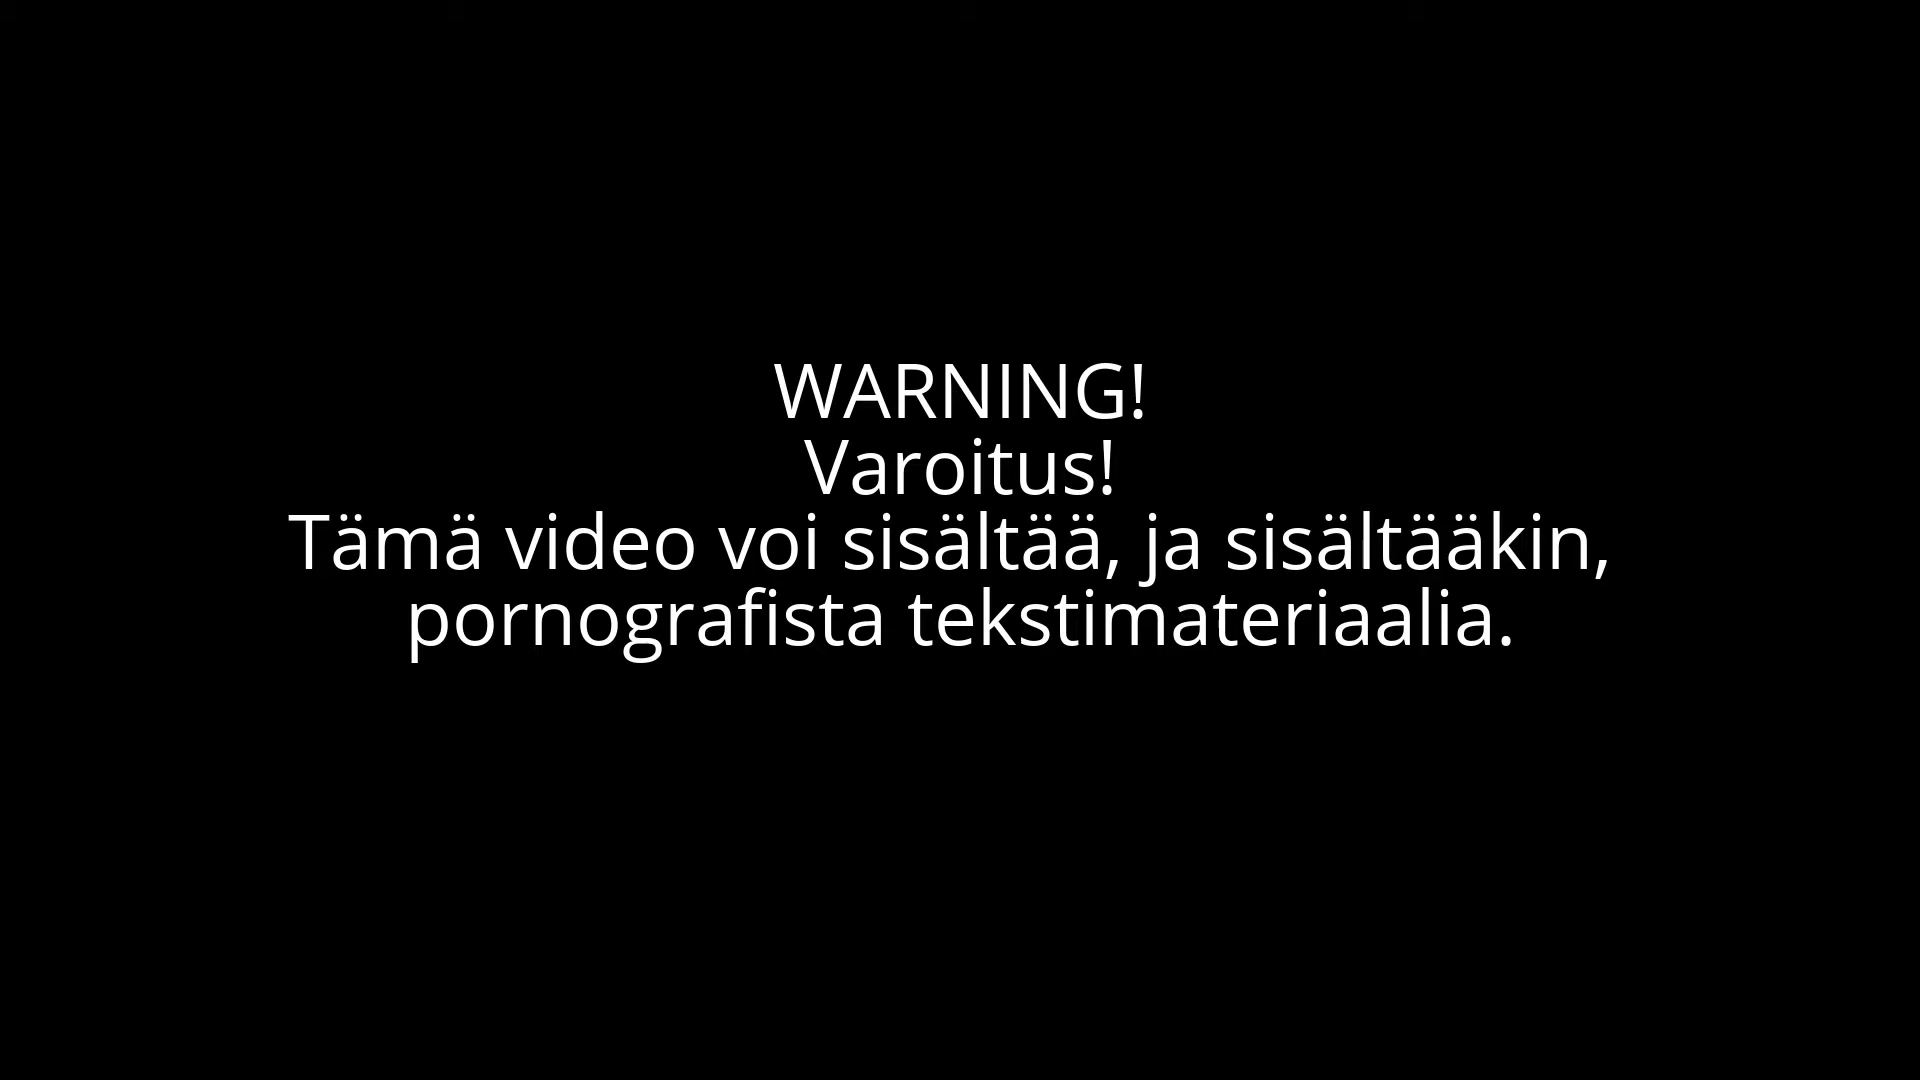 WARNING!
Varoitus!
Tämä video voi sisältää, ja sisältääkin,
pornografista tekstimateriaalia.